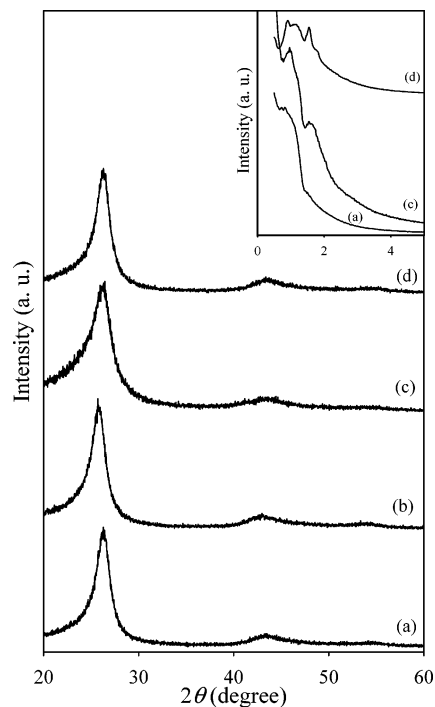 Intensity (a. u.)
(d)
(c)
(a)
0 2 4
Intensity (a. u.)
(d)
(c)
(b)
(a)
20 30 40 50 60
2θ (degree)